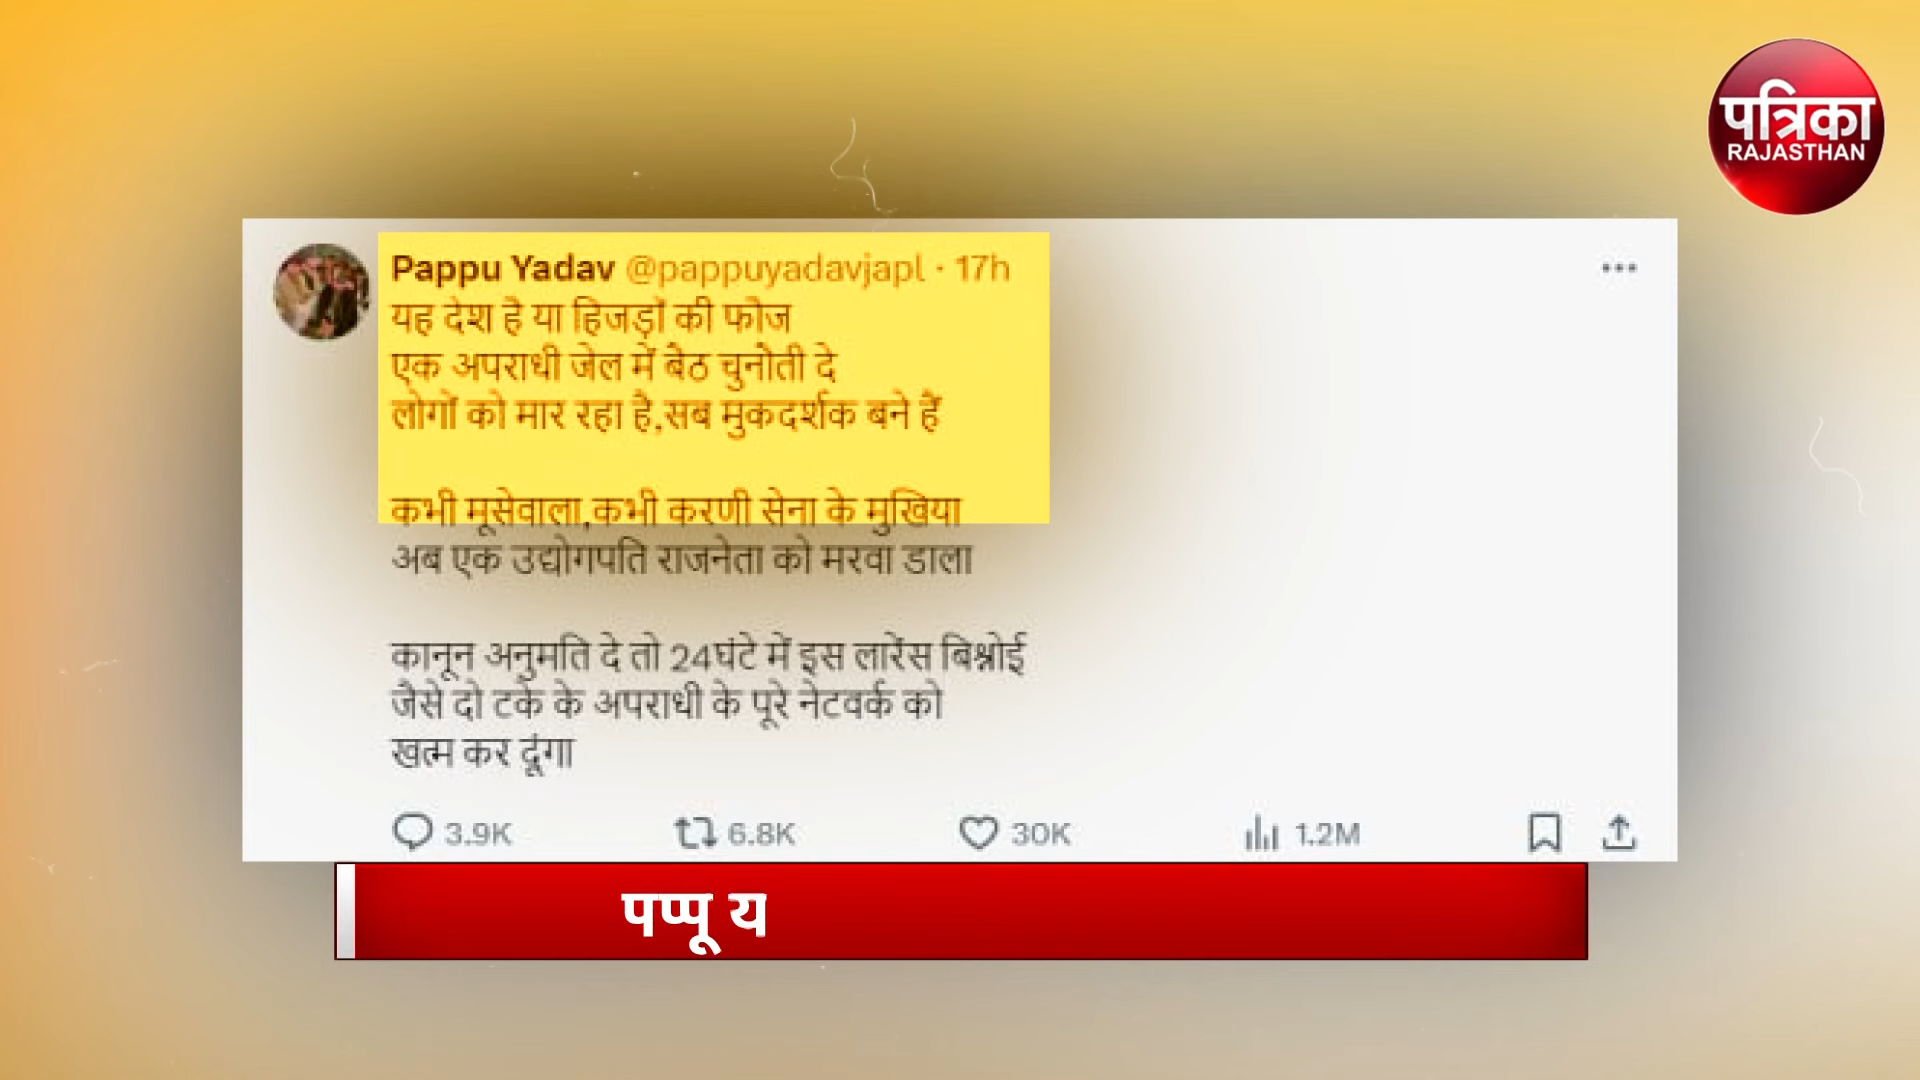 पत्रिका
RAJASTHAN
Pappu Yadav @pappuyadavjapl · 17h
यह देश है या हिजड़ों की फौज
एक अपराधी जेल में बैठ चुनौती दे
लोगों को मार रहा है,सब मुकदर्शक बने हैं
कभी मूसेवाला,कभी करणी सेना के मुखिया
अब एक उद्योगपति राजनेता को मरवा डाला
कानून अनुमति दे तो 24घंटे में इस लारेंस बिश्नोई
जैसे दो टके के अपराधी के पूरे नेटवर्क को
खत्म कर दूंगा
3.9K 6.8K 30K 1.2M
पप्पू य